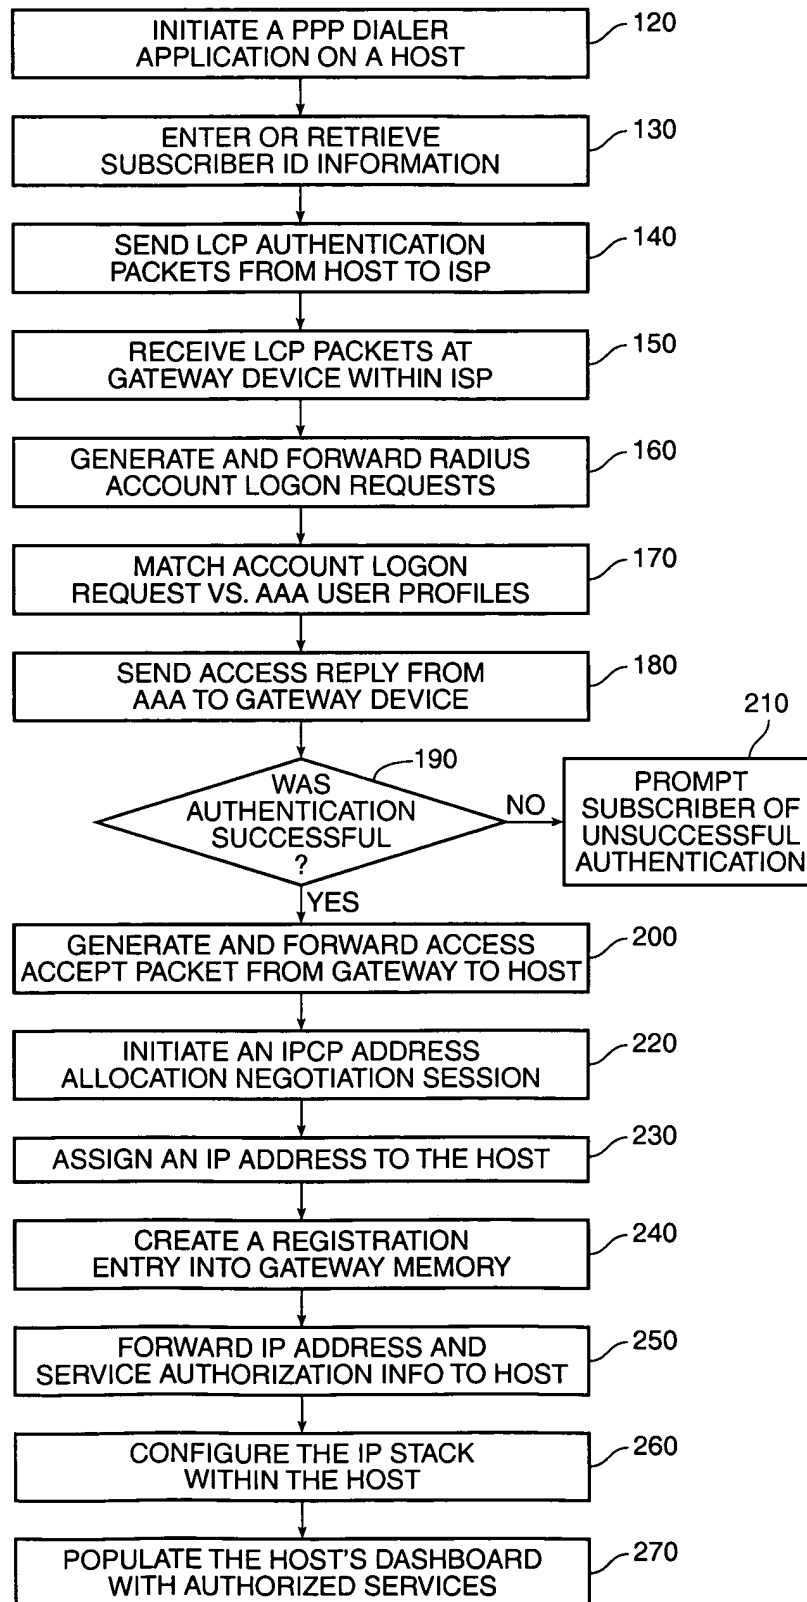 INITIATE A PPP DIALER
APPLICATION ON A HOST
120
ENTER OR RETRIEVE
SUBSCRIBER ID INFORMATION
130
SEND LCP AUTHENTICATION
PACKETS FROM HOST TO ISP
140
RECEIVE LCP PACKETS AT
GATEWAY DEVICE WITHIN ISP
150
GENERATE AND FORWARD RADIUS
ACCOUNT LOGON REQUESTS
160
MATCH ACCOUNT LOGON
REQUEST VS. AAA USER PROFILES
170
SEND ACCESS REPLY FROM
AAA TO GATEWAY DEVICE
180
WAS
AUTHENTICATION
SUCCESSFUL
?
190
NO
210
PROMPT
SUBSCRIBER OF
UNSUCCESSFUL
AUTHENTICATION
YES
GENERATE AND FORWARD ACCESS
ACCEPT PACKET FROM GATEWAY TO HOST
200
INITIATE AN IPCP ADDRESS
ALLOCATION NEGOTIATION SESSION
220
ASSIGN AN IP ADDRESS TO THE HOST
230
CREATE A REGISTRATION
ENTRY INTO GATEWAY MEMORY
240
FORWARD IP ADDRESS AND
SERVICE AUTHORIZATION INFO TO HOST
250
CONFIGURE THE IP STACK
WITHIN THE HOST
260
POPULATE THE HOST'S DASHBOARD
WITH AUTHORIZED SERVICES
270